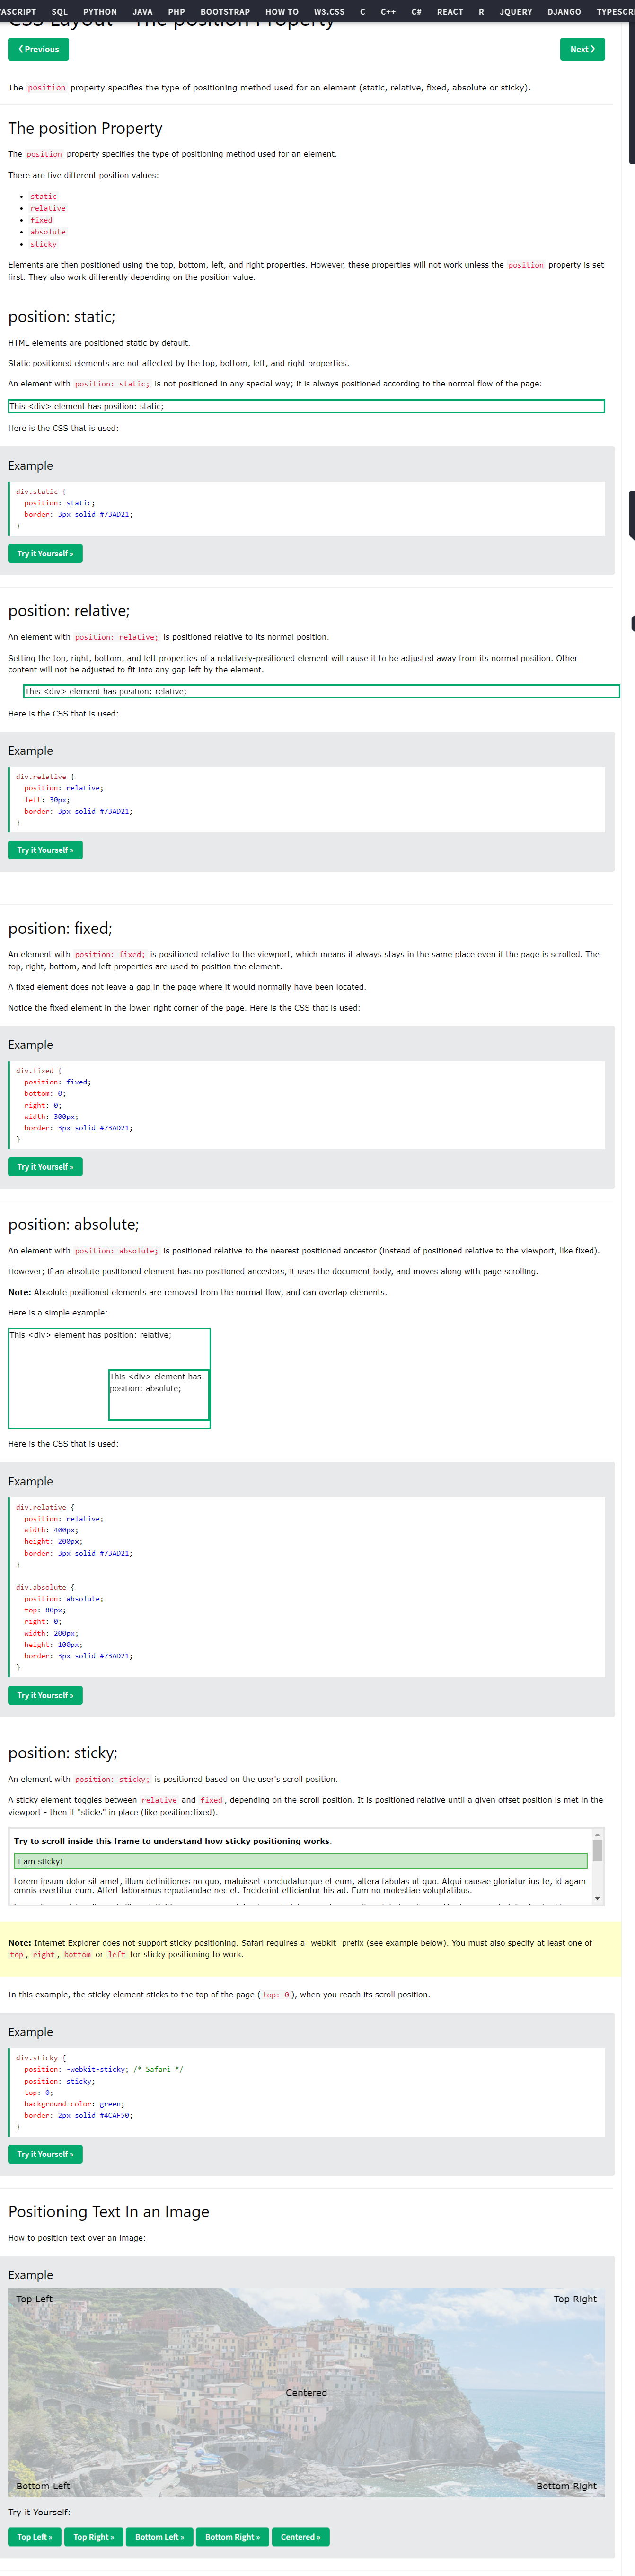 ASCRIPT SQL PYTHON JAVA PHP BOOTSTRAP HOW TO W3.CSS C C++ C# REACT R JQUERY DJANGO TYPESCRI
CSS Layout - The position Property
❮ Previous
Next ❯
The position property specifies the type of positioning method used for an element (static, relative, fixed, absolute or sticky).
The position Property
The position property specifies the type of positioning method used for an element.
There are five different position values:
• static
• relative
• fixed
• absolute
• sticky
Elements are then positioned using the top, bottom, left, and right properties. However, these properties will not work unless the position property is set
first. They also work differently depending on the position value.
position: static;
HTML elements are positioned static by default.
Static positioned elements are not affected by the top, bottom, left, and right properties.
An element with position: static; is not positioned in any special way; it is always positioned according to the normal flow of the page:
This <div> element has position: static;
Here is the CSS that is used:
Example
div.static {
position: static;
border: 3px solid #73AD21;
}
Try it Yourself »
position: relative;
An element with position: relative; is positioned relative to its normal position.
Setting the top, right, bottom, and left properties of a relatively-positioned element will cause it to be adjusted away from its normal position. Other
content will not be adjusted to fit into any gap left by the element.
This <div> element has position: relative;
Here is the CSS that is used:
Example
div.relative {
position: relative;
left: 30px;
border: 3px solid #73AD21;
}
Try it Yourself »
position: fixed;
An element with position: fixed; is positioned relative to the viewport, which means it always stays in the same place even if the page is scrolled. The
top, right, bottom, and left properties are used to position the element.
A fixed element does not leave a gap in the page where it would normally have been located.
Notice the fixed element in the lower-right corner of the page. Here is the CSS that is used:
Example
div.fixed {
position: fixed;
bottom: 0;
right: 0;
width: 300px;
border: 3px solid #73AD21;
}
Try it Yourself »
position: absolute;
An element with position: absolute; is positioned relative to the nearest positioned ancestor (instead of positioned relative to the viewport, like fixed).
However; if an absolute positioned element has no positioned ancestors, it uses the document body, and moves along with page scrolling.
Note: Absolute positioned elements are removed from the normal flow, and can overlap elements.
Here is a simple example:
This <div> element has position: relative;
This <div> element has
position: absolute;
Here is the CSS that is used:
Example
div.relative {
position: relative;
width: 400px;
height: 200px;
border: 3px solid #73AD21;
}
div.absolute {
position: absolute;
top: 80px;
right: 0;
width: 200px;
height: 100px;
border: 3px solid #73AD21;
}
Try it Yourself »
position: sticky;
An element with position: sticky; is positioned based on the user's scroll position.
A sticky element toggles between relative and fixed, depending on the scroll position. It is positioned relative until a given offset position is met in the
viewport - then it "sticks" in place (like position:fixed).
Try to scroll inside this frame to understand how sticky positioning works.
I am sticky!
Lorem ipsum dolor sit amet, illum definitiones no quo, maluisset concludaturque et eum, altera fabulas ut quo. Atqui causae gloriatur ius te, id agam
omnis evertitur eum. Affert laboramus repudiandae nec et. Inciderint efficiantur his ad. Eum no molestiae voluptatibus.
Note: Internet Explorer does not support sticky positioning. Safari requires a -webkit- prefix (see example below). You must also specify at least one of
top, right, bottom or left for sticky positioning to work.
In this example, the sticky element sticks to the top of the page (top: 0), when you reach its scroll position.
Example
div.sticky {
position: -webkit-sticky; /* Safari */
position: sticky;
top: 0;
background-color: green;
border: 2px solid #4CAF50;
}
Try it Yourself »
Positioning Text In an Image
How to position text over an image:
Example
Top Left
Top Right
Centered
Bottom Left
Bottom Right
Try it Yourself:
Top Left » Top Right » Bottom Left » Bottom Right » Centered »